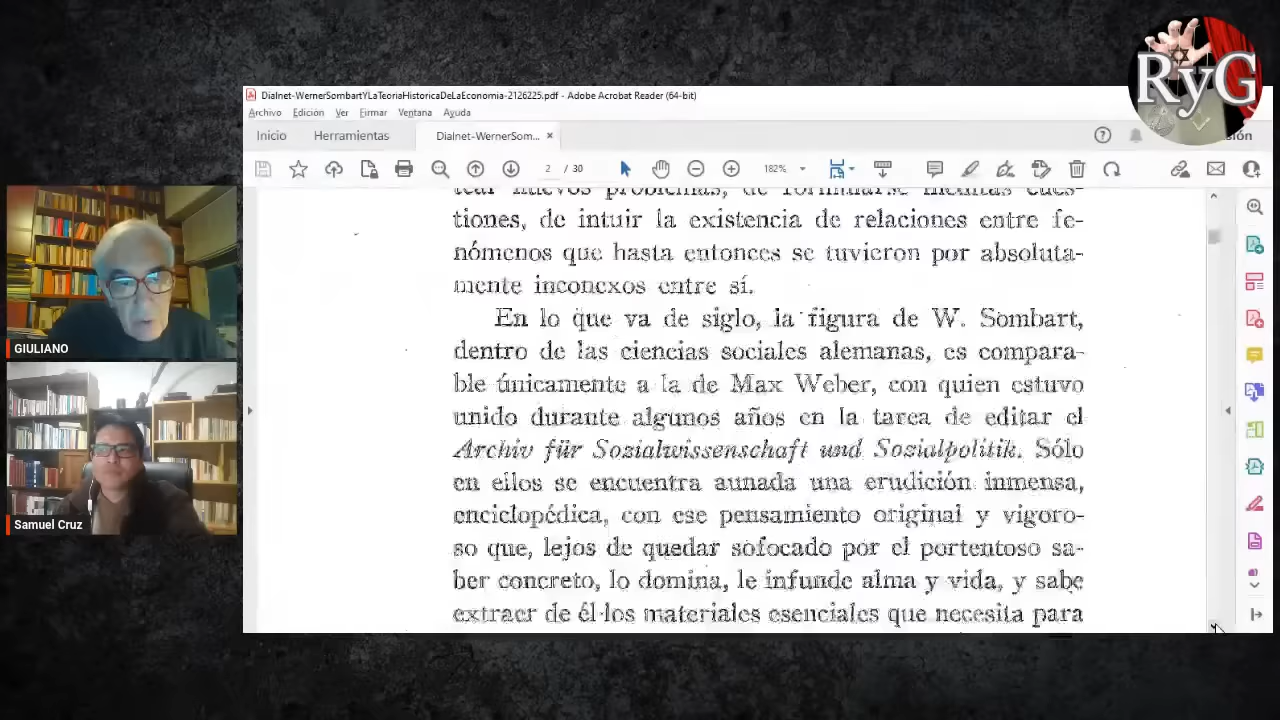 RyG
Dialnet-WernerSombartYLaTeoriaHistoricaDeLaEconomia-2126225.pdf - Adobe Acrobat Reader (64-bit)
Archivo Edición Ver Firmar Ventana Ayuda
Inicio Herramientas Dialnet-WernerSom... × ión
2 / 30 182%
problemas, de
tiones, de intuir la existencia de relaciones entre fe-
nómenos que hasta entonces se tuvieron por absoluta-
mente inconexos entre sí.
En lo que va de siglo, la figura de W. Sombart,
dentro de las ciencias sociales alemanas, es compara-
ble únicamente a la de Max Weber, con quien estuvo
unido durante algunos años en la tarea de editar el
Archiv für Sozialwissenschaft und Sozialpolitik. Sólo
en ellos se encuentra aunada una erudición inmensa,
enciclopédica, con ese pensamiento original y vigoro-
so que, lejos de quedar sofocado por el portentoso sa-
ber concreto, lo domina, le infunde alma y vida, y sabe
extraer de él los materiales esenciales que necesita para
GIULIANO
Samuel Cruz